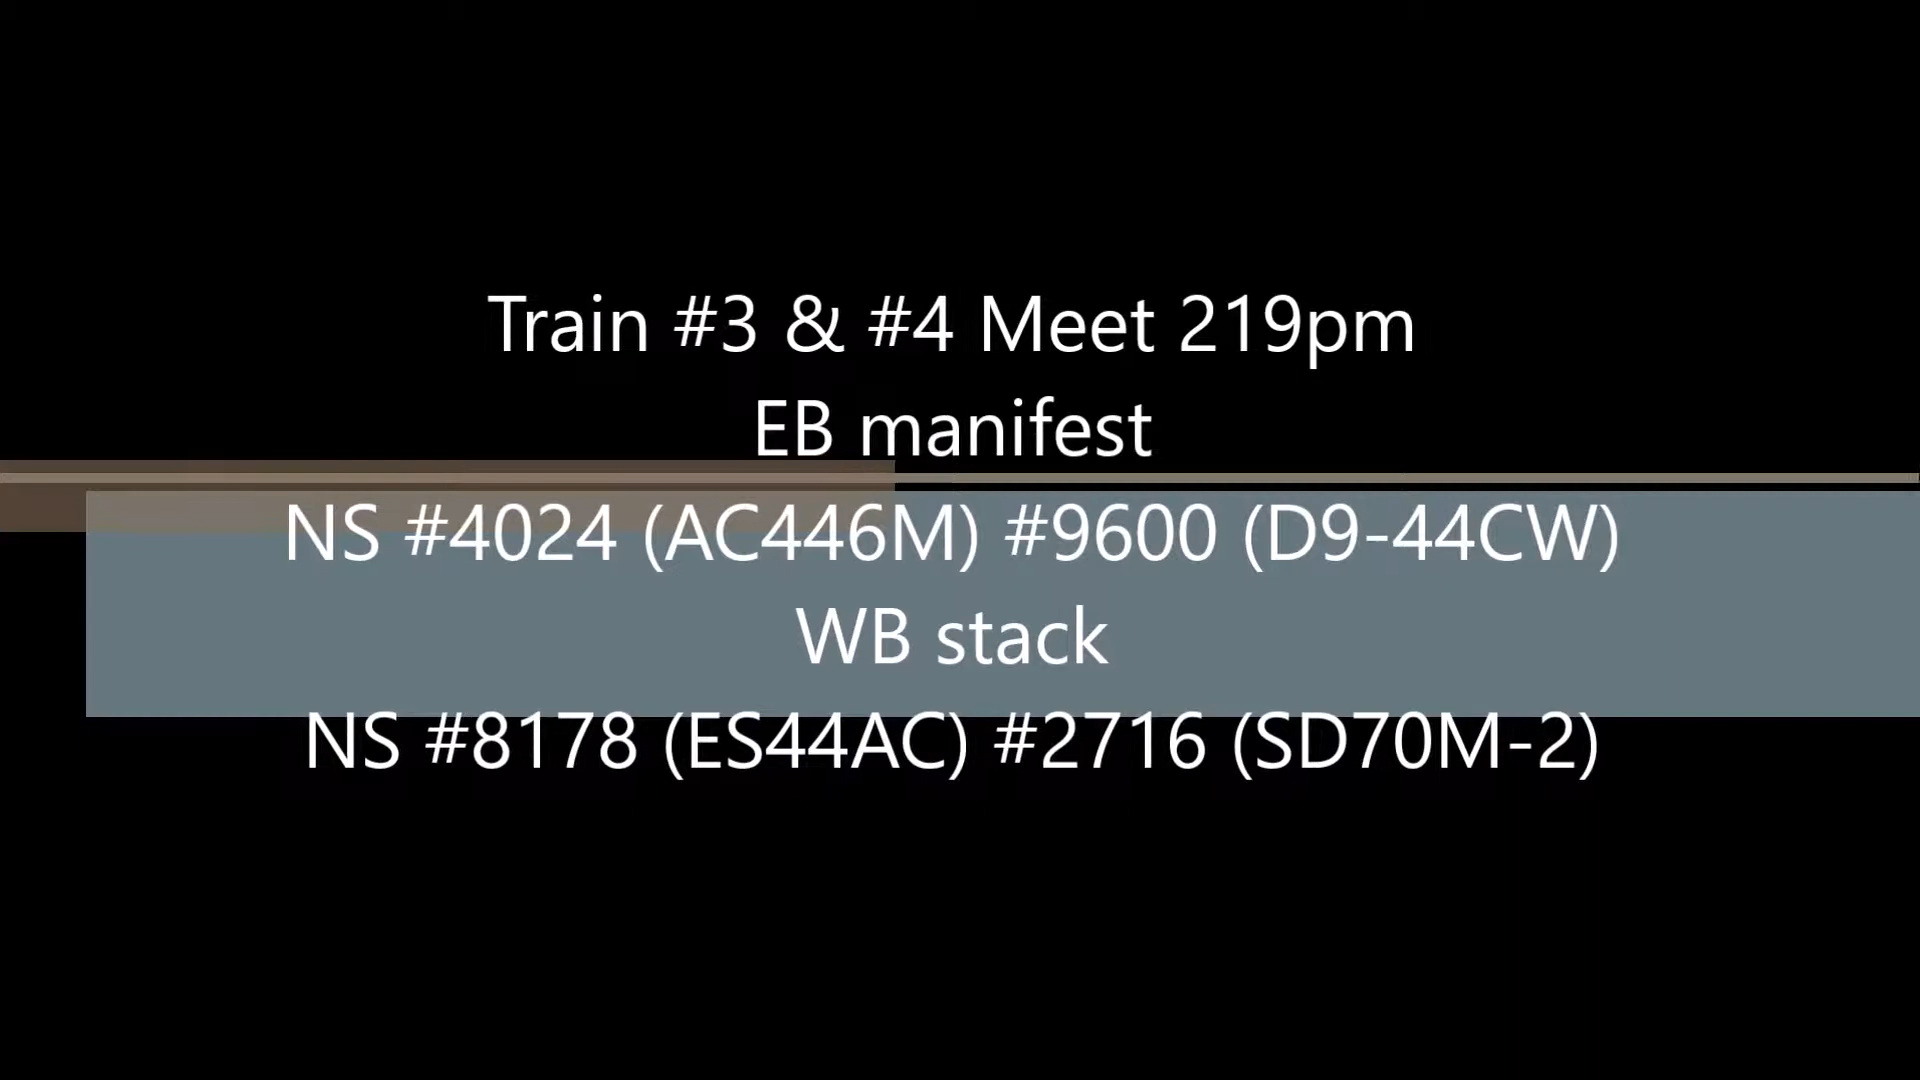 Train #3 & #4 Meet 219pm
EB manifest
NS #4024 (AC446M) #9600 (D9-44CW)
WB stack
NS #8178 (ES44AC) #2716 (SD70M-2)